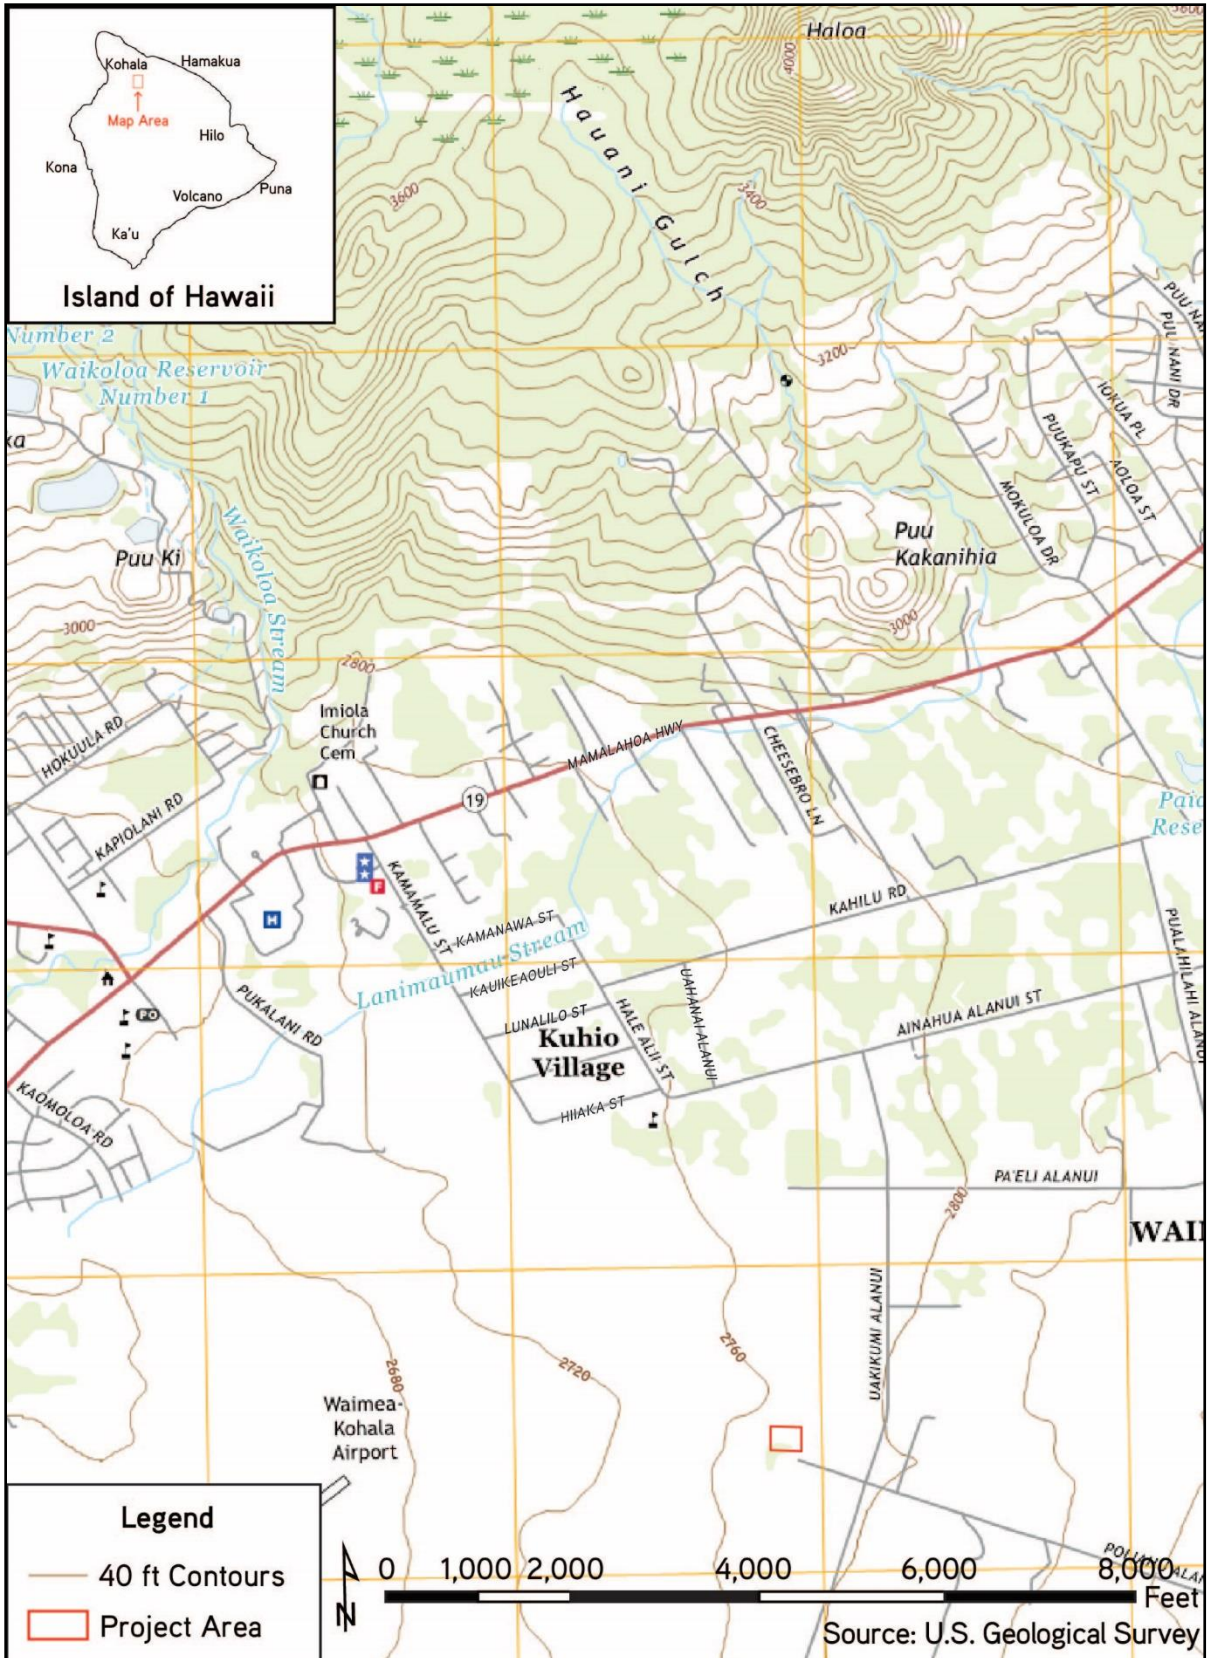 Kohala
Hamakua
Map Area
Hilo
Kona
Puna
Volcano
Ka'u
Island of Hawaii
Haloa
4000
3600
Hauani Gulch
3600
3400
Number 2
Waikoloa Reservoir
Number 1
3200
PUU NANI DR
IOKUA PL
PUUKAPU ST
AOLOA ST
MOKULOA DR
Puu Ki
Waikoloa Stream
Puu
Kakanihia
3000
3000
2800
Imiola
Church
Cem
HOKUULA RD
MAMALAHOA HWY
19
CHEESEBRO LN
KAPIOLANI RD
KAMAMALU ST
F
H
KAHILU RD
KAMANAWA ST
Lanimaumau Stream
KAUIKEAOULI ST
PUALAHILAHI ALANUI
UAHANAI ALANUI
PUKALANI RD
PO
LUNALILO ST
HALE ALII ST
AINAHUA ALANUI ST
Kuhio
Village
KAOMOLOA RD
HIIAKA ST
PA'ELI ALANUI
2800
UAKIKUMI ALANUI
2760
2720
2680
Waimea-
Kohala
Airport
Legend
40 ft Contours
Project Area
N
0 1,000 2,000 4,000 6,000 8,000
Feet
Source: U.S. Geological Survey